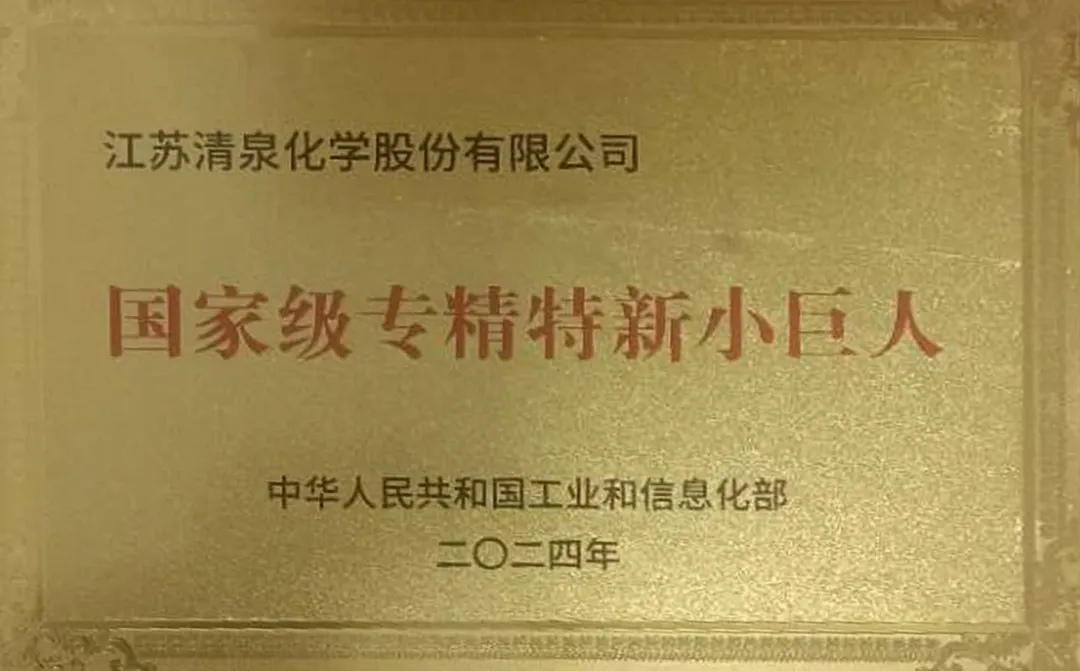 江苏清泉化学股份有限公司
国家级专精特新小巨人
中华人民共和国工业和信息化部
二〇二四年